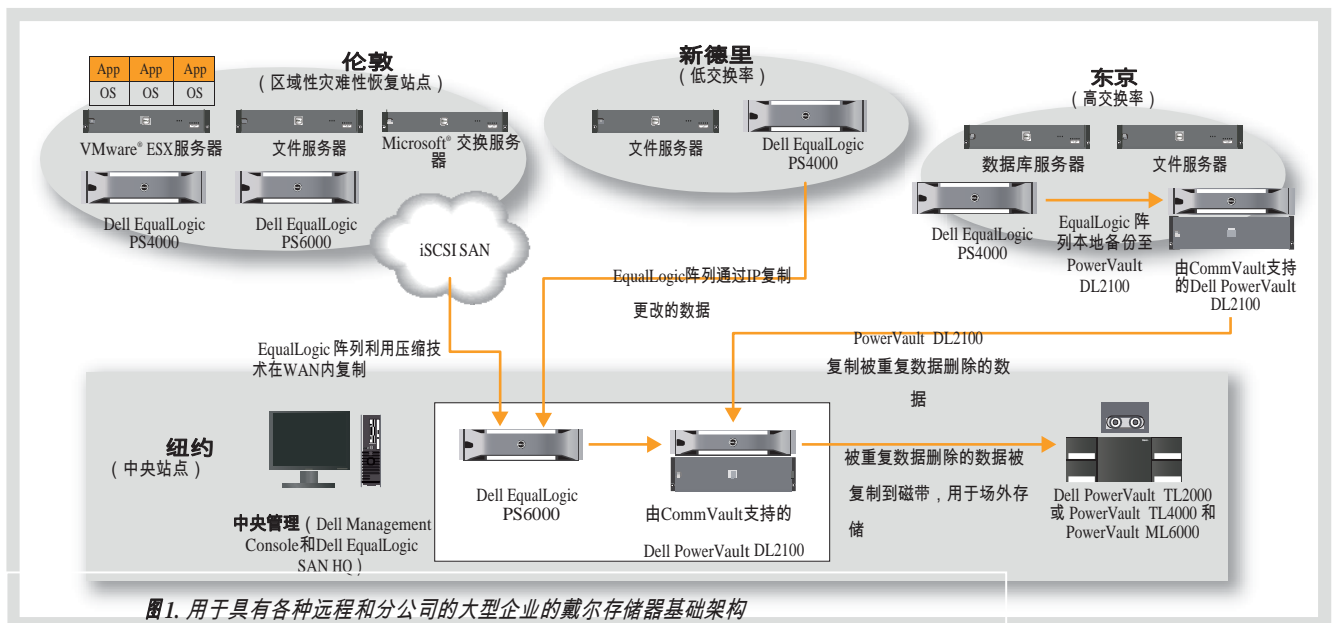 伦敦
（区域性灾难性恢复站点）
App App App
OS OS OS
VMware® ESX服务器
文件服务器
Microsoft® 交换服务
器
Dell EqualLogic
PS4000
Dell EqualLogic
PS6000
iSCSI SAN
新德里
（低交换率）
文件服务器
Dell EqualLogic
PS4000
东京
（高交换率）
数据库服务器
文件服务器
Dell EqualLogic
PS4000
EqualLogic 阵
列本地备份至
PowerVault
DL2100
由CommVault支持
的Dell PowerVault
DL2100
EqualLogic阵列通过IP复制
更改的数据
EqualLogic 阵列利用压缩技
术在WAN内复制
PowerVault DL2100
复制被重复数据删除的数
据
纽约
（中央站点）
中央管理（Dell Management
Console和Dell EqualLogic
SAN HQ）
Dell EqualLogic
PS6000
由CommVault支持的
Dell PowerVault DL2100
被重复数据删除的数据被
复制到磁带，用于场外存
储
Dell PowerVault TL2000
或 PowerVault TL4000 和
PowerVault ML6000
图1. 用于具有各种远程和分公司的大型企业的戴尔存储器基础架构